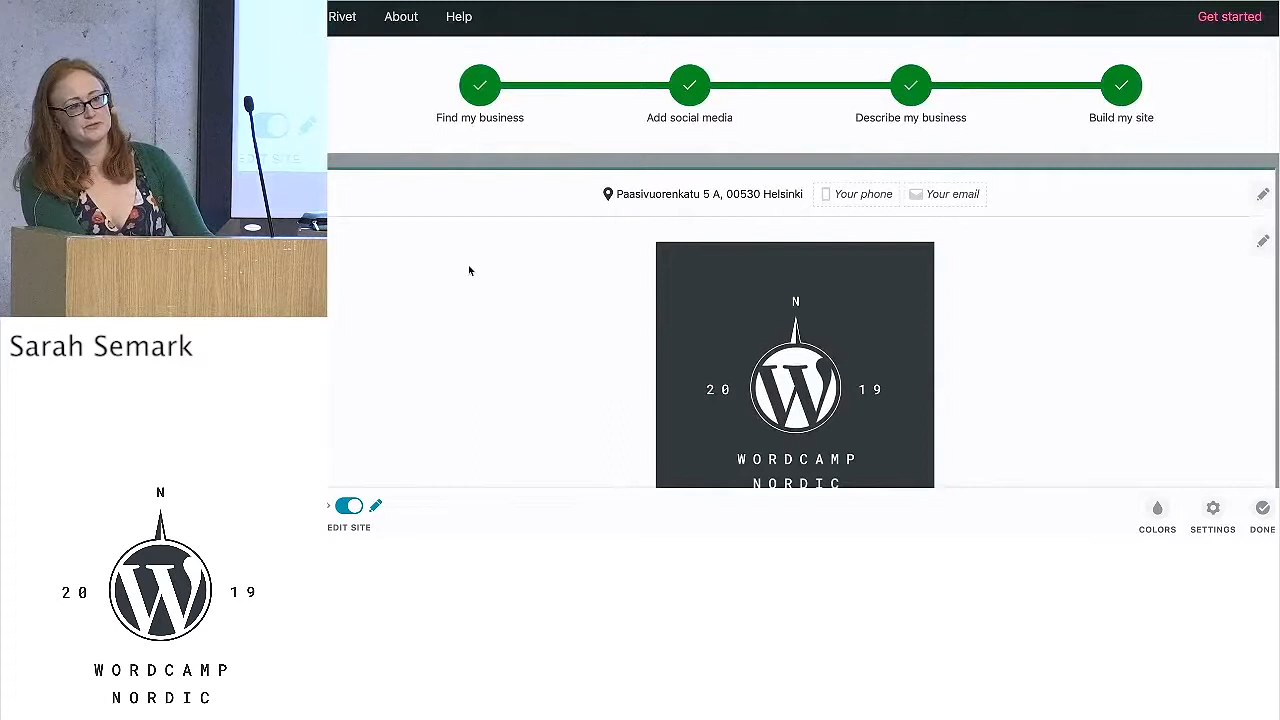 Rivet About Help Get started
Find my business Add social media Describe my business Build my site
Paasivuorenkatu 5 A, 00530 Helsinki Your phone Your email
N
20 19
WORDCAMP
NORDIC
EDIT SITE COLORS SETTINGS DONE
EDIT SITE
Sarah Semark
N
20 19
WORDCAMP
NORDIC